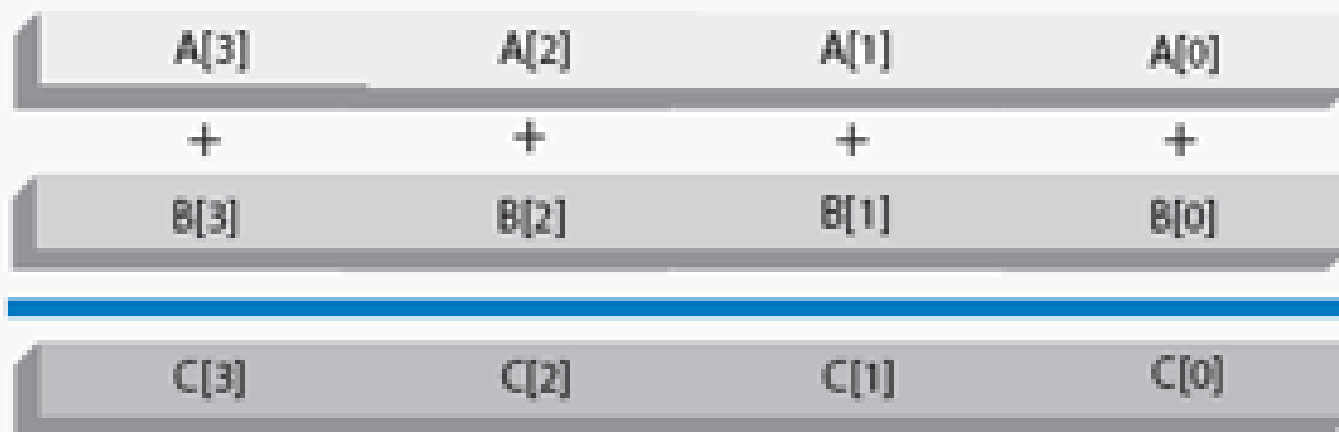 A[3] A[2] A[1] A[0]
+ + + +
B[3] B[2] B[1] B[0]
C[3] C[2] C[1] C[0]